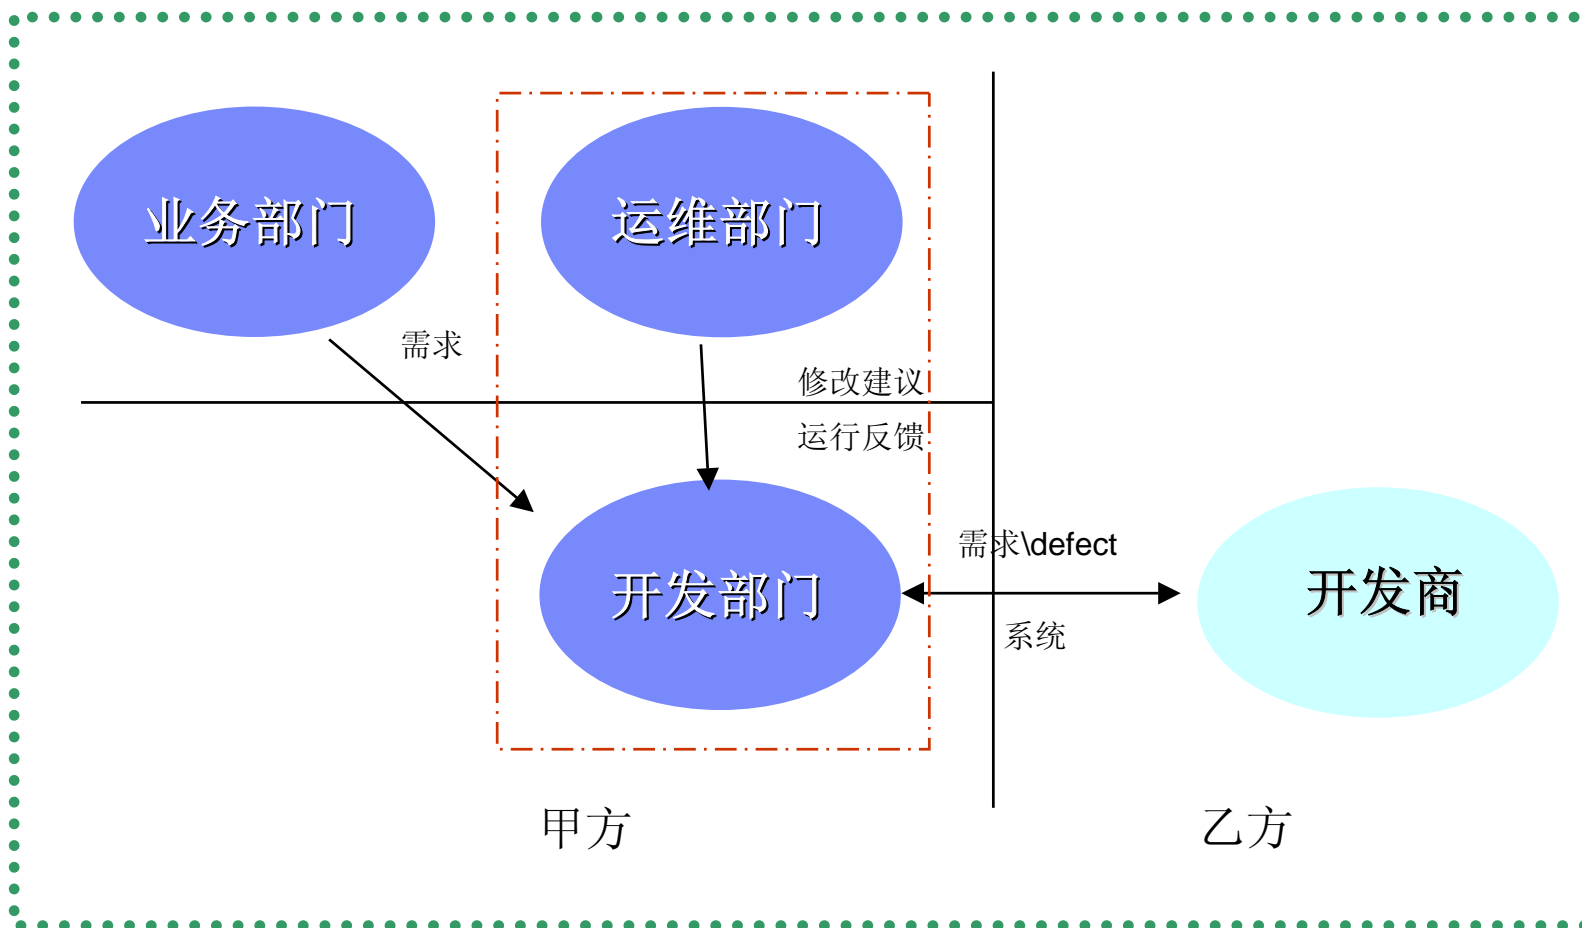 业务部门
运维部门
需求
修改建议
运行反馈
需求\defect
开发部门
开发商
系统
甲方
乙方